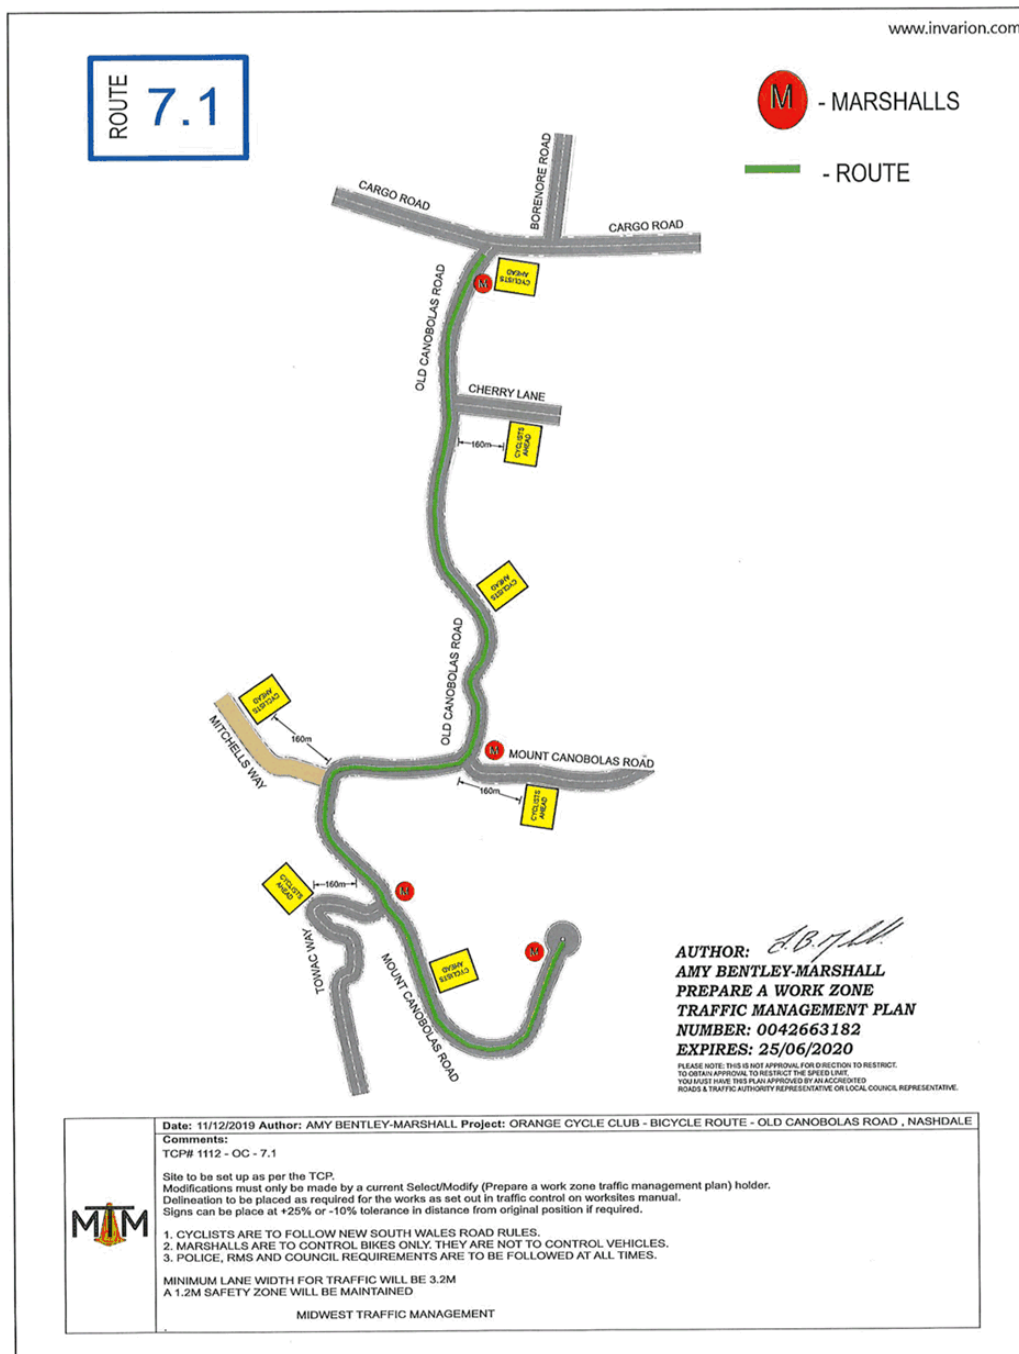 www.invarion.com
ROUTE 7.1
M - MARSHALLS
- ROUTE
BORENORE ROAD
CARGO ROAD
CARGO ROAD
CYCLISTS
AHEAD
M
OLD CANOBOLAS ROAD
CHERRY LANE
160m
CYCLISTS
AHEAD
CYCLISTS
AHEAD
OLD CANOBOLAS ROAD
CYCLISTS
AHEAD
160m
MITCHELLS WAY
M
MOUNT CANOBOLAS ROAD
160m
CYCLISTS
AHEAD
CYCLISTS
AHEAD
160m
M
TOWAC WAY
MOUNT CANOBOLAS ROAD
CYCLISTS
AHEAD
M
AUTHOR:
AMY BENTLEY-MARSHALL
PREPARE A WORK ZONE
TRAFFIC MANAGEMENT PLAN
NUMBER: 0042663182
EXPIRES: 25/06/2020
PLEASE NOTE: THIS IS NOT APPROVAL FOR DIRECTION TO RESTRICT.
TO OBTAIN APPROVAL TO RESTRICT THE SPEED LIMIT,
YOU MUST HAVE THIS PLAN APPROVED BY AN ACCREDITED
ROADS & TRAFFIC AUTHORITY REPRESENTATIVE OR LOCAL COUNCIL REPRESENTATIVE.
Date: 11/12/2019 Author: AMY BENTLEY-MARSHALL Project: ORANGE CYCLE CLUB - BICYCLE ROUTE - OLD CANOBOLAS ROAD , NASHDALE
Comments:
TCP# 1112 - OC - 7.1
Site to be set up as per the TCP.
Modifications must only be made by a current Select/Modify (Prepare a work zone traffic management plan) holder.
Delineation to be placed as required for the works as set out in traffic control on worksites manual.
Signs can be place at +25% or -10% tolerance in distance from original position if required.
1. CYCLISTS ARE TO FOLLOW NEW SOUTH WALES ROAD RULES.
2. MARSHALLS ARE TO CONTROL BIKES ONLY. THEY ARE NOT TO CONTROL VEHICLES.
3. POLICE, RMS AND COUNCIL REQUIREMENTS ARE TO BE FOLLOWED AT ALL TIMES.
MINIMUM LANE WIDTH FOR TRAFFIC WILL BE 3.2M
A 1.2M SAFETY ZONE WILL BE MAINTAINED
MIDWEST TRAFFIC MANAGEMENT
MTM